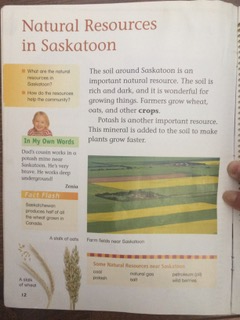 Natural Resources
in Saskatoon
What are the natural
resources in
Saskatoon?
How do the resources
help the community?
The soil around Saskatoon is an
important natural resource. The soil is
rich and dark, and it is wonderful for
growing things. Farmers grow wheat,
oats, and other crops.
Potash is another important resource.
This mineral is added to the soil to make
plants grow faster.
In My Own Words
Dad's cousin works in a
potash mine near
Saskatoon. He's very
brave. He works deep
underground!
Zenia
Fast Flash
Saskatchewan
produces half of all
the wheat grown in
Canada.
A stalk of oats
Farm fields near Saskatoon
Some Natural Resources near Saskatoon
coal
natural gas
petroleum (oil)
potash
salt
wild berries
A stalk
of wheat
12